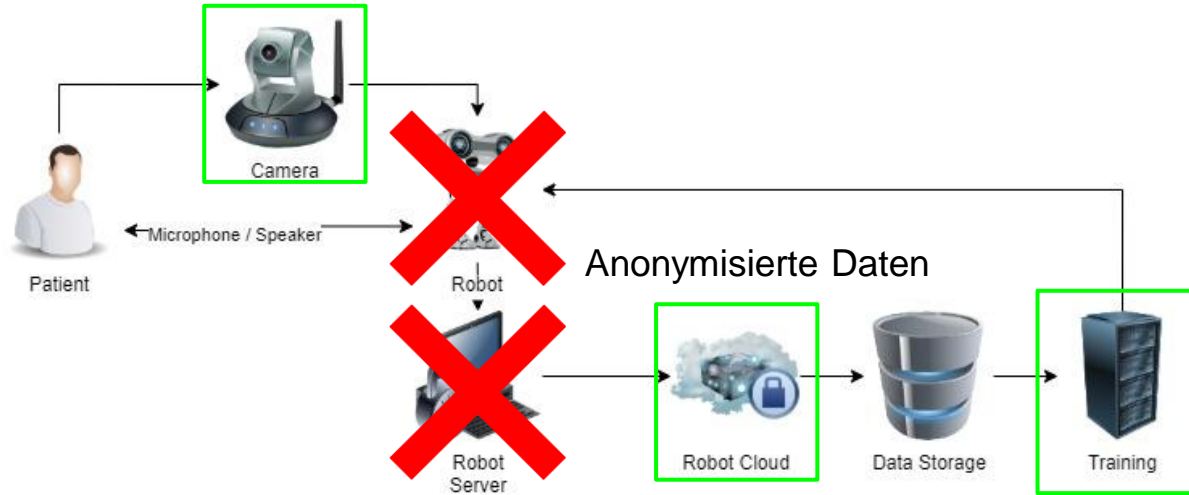 Camera
Microphone / Speaker
Patient
Robot
Anonymisierte Daten
Robot
Server
Robot Cloud
Data Storage
Training